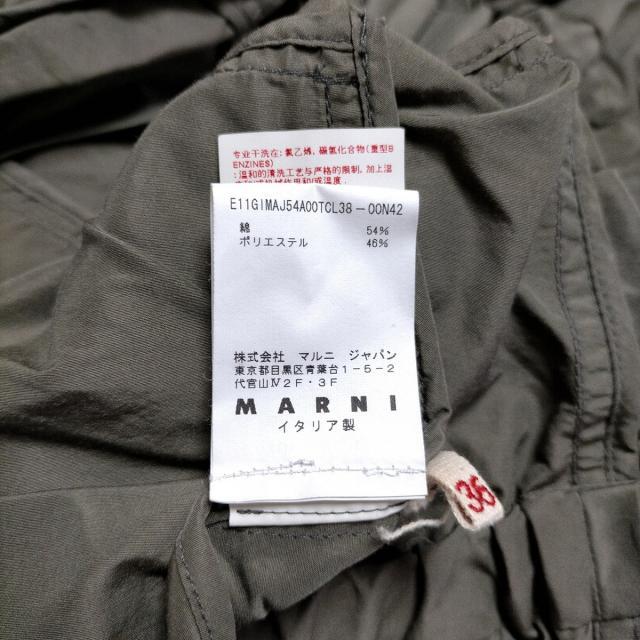 专业干洗在:氯乙烯, 碳氢化合物(重型B
ENZINES)
:温和的清洗工艺与严格的限制, 加上温
E11GIMAJ54A00TCL38-00N42
綿 54%
ポリエステル 46%
株式会社 マルニ ジャパン
東京都目黒区青葉台1-5-2
代官山Ⅳ2F・3F
MARNI
イタリア製
36